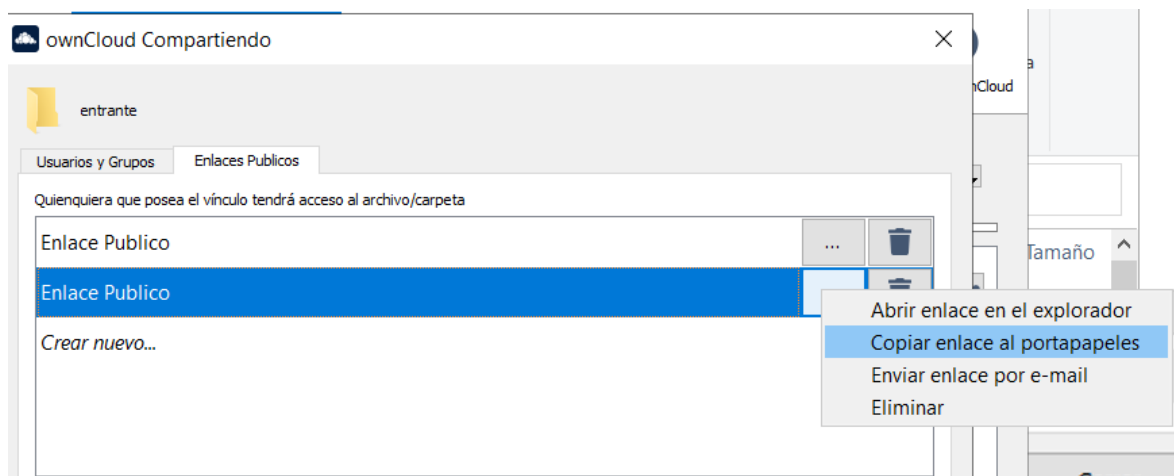 ownCloud Compartiendo
entrante
nCloud
Usuarios y Grupos
Enlaces Publicos
Quienquiera que posea el vínculo tendrá acceso al archivo/carpeta
Enlace Publico
...
Tamaño
Enlace Publico
Abrir enlace en el explorador
Crear nuevo...
Copiar enlace al portapapeles
Enviar enlace por e-mail
Eliminar